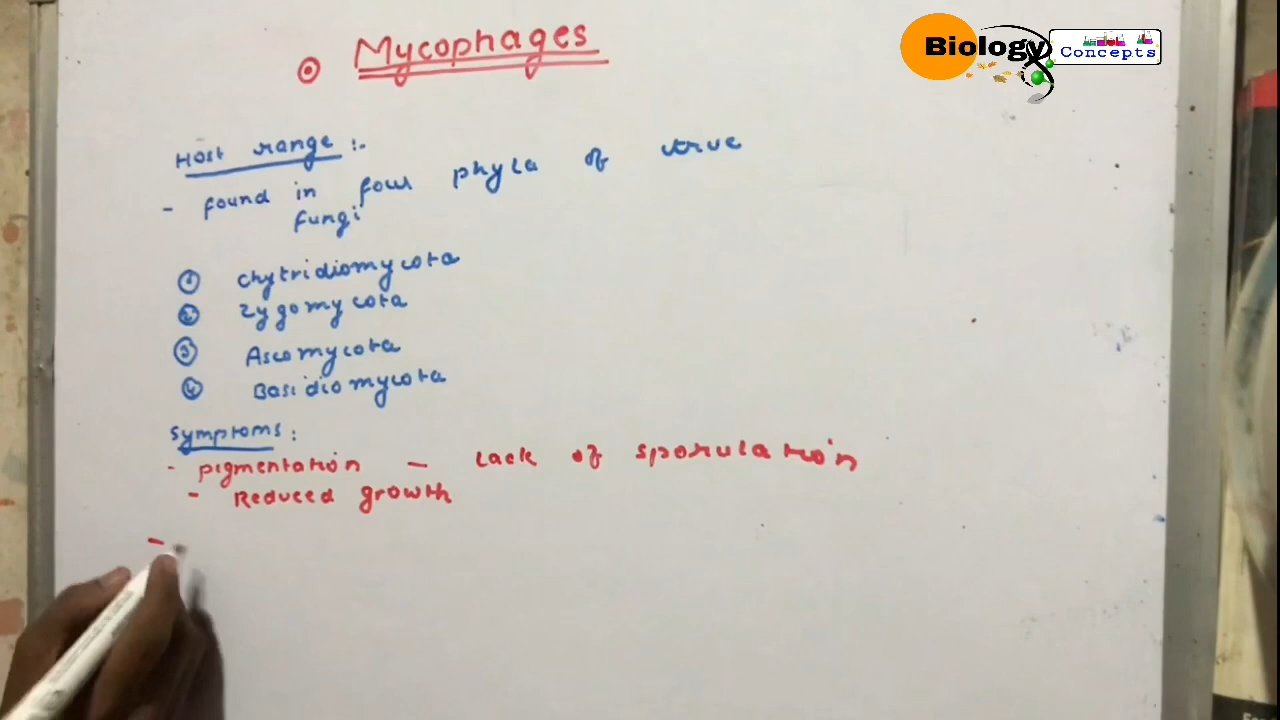 Mycophages
Biology
Concepts
Host range :-
- found in four phyla of true
fungi
① Chytridiomycota
② Zygomycota
③ Ascomycota
④ Basidiomycota
Symptoms :
- pigmentation - Lack of sporulation
- Reduced growth
-